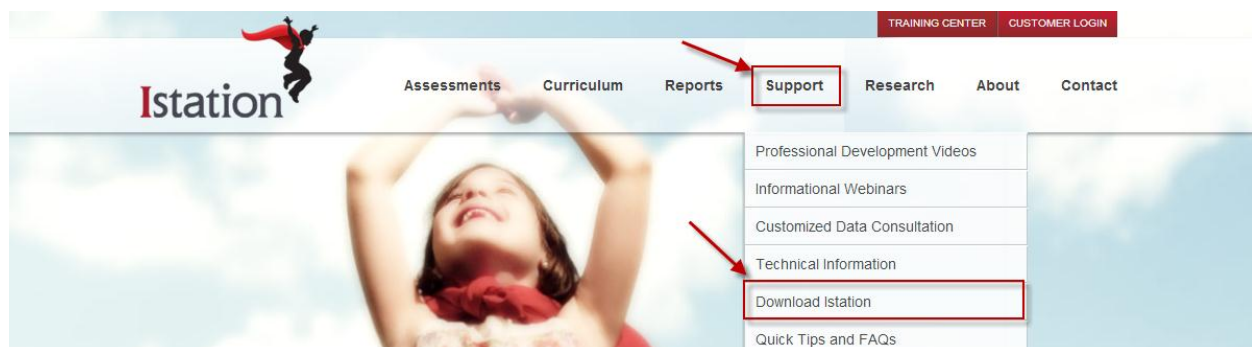 TRAINING CENTER CUSTOMER LOGIN
Istation
Assessments Curriculum Reports Support Research About Contact
Professional Development Videos
Informational Webinars
Customized Data Consultation
Technical Information
Download Istation
Quick Tips and FAQs